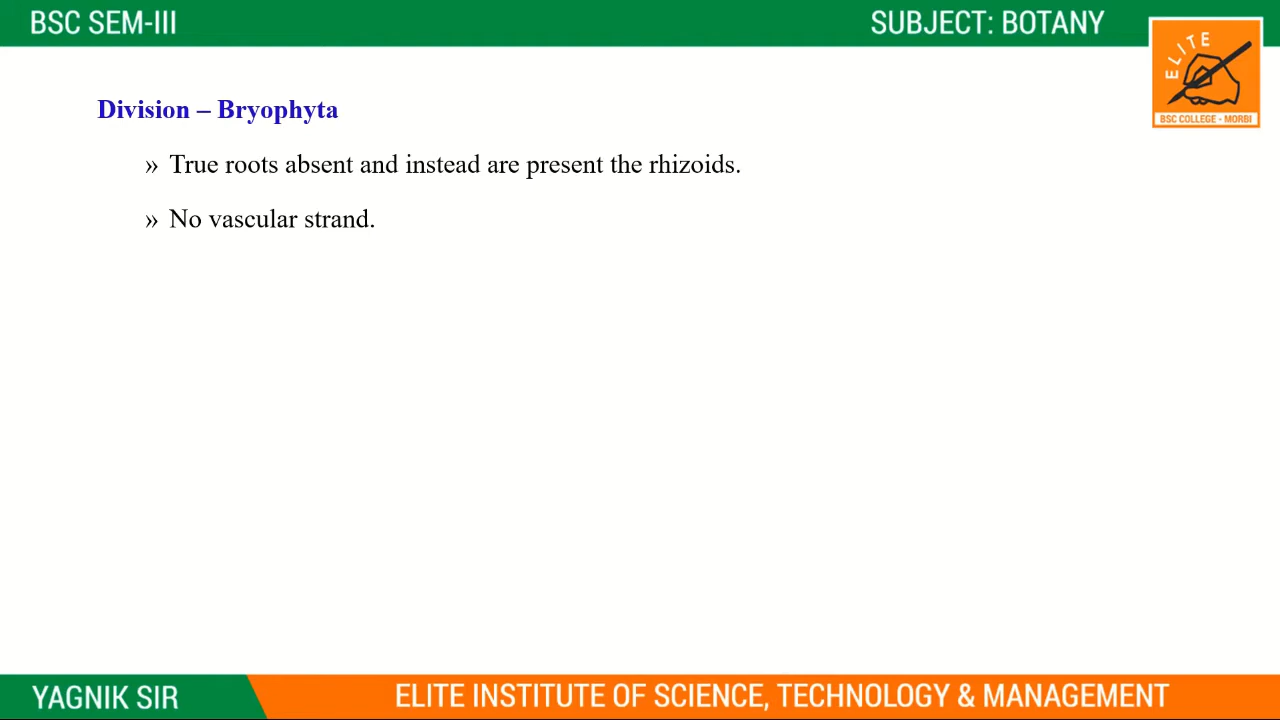 BSC SEM-III
SUBJECT: BOTANY
ELITE
BSC COLLEGE - MORBI
Division – Bryophyta
» True roots absent and instead are present the rhizoids.
» No vascular strand.
YAGNIK SIR
ELITE INSTITUTE OF SCIENCE, TECHNOLOGY & MANAGEMENT